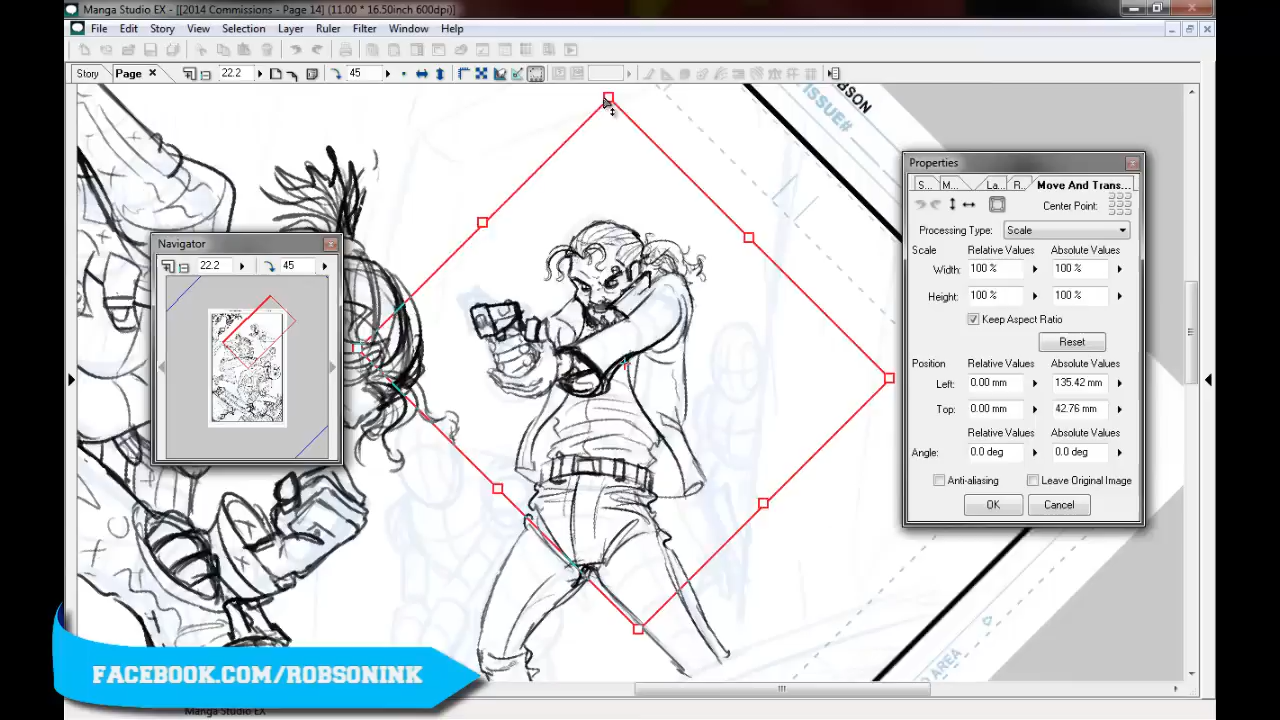 Manga Studio EX - [[2014 Commissions - Page 14] (11.00 * 16.50inch 600dpi)]
File Edit Story View Selection Layer Ruler Filter Window Help
22.2 45
Story Page
ROBSON
ISSUE#
Navigator
22.2 45
Properties
S... M... La... R... Move And Trans...
Center Point:
Processing Type: Scale
Scale Relative Values Absolute Values
Width: 100 % 100 %
Height: 100 % 100 %
Keep Aspect Ratio
Reset
Position Relative Values Absolute Values
Left: 0.00 mm 135.42 mm
Top: 0.00 mm 42.76 mm
Relative Values Absolute Values
Angle: 0.0 deg 0.0 deg
Anti-aliasing Leave Original Image
OK Cancel
AREA
FACEBOOK.COM/ROBSONINK
Manga Studio EX